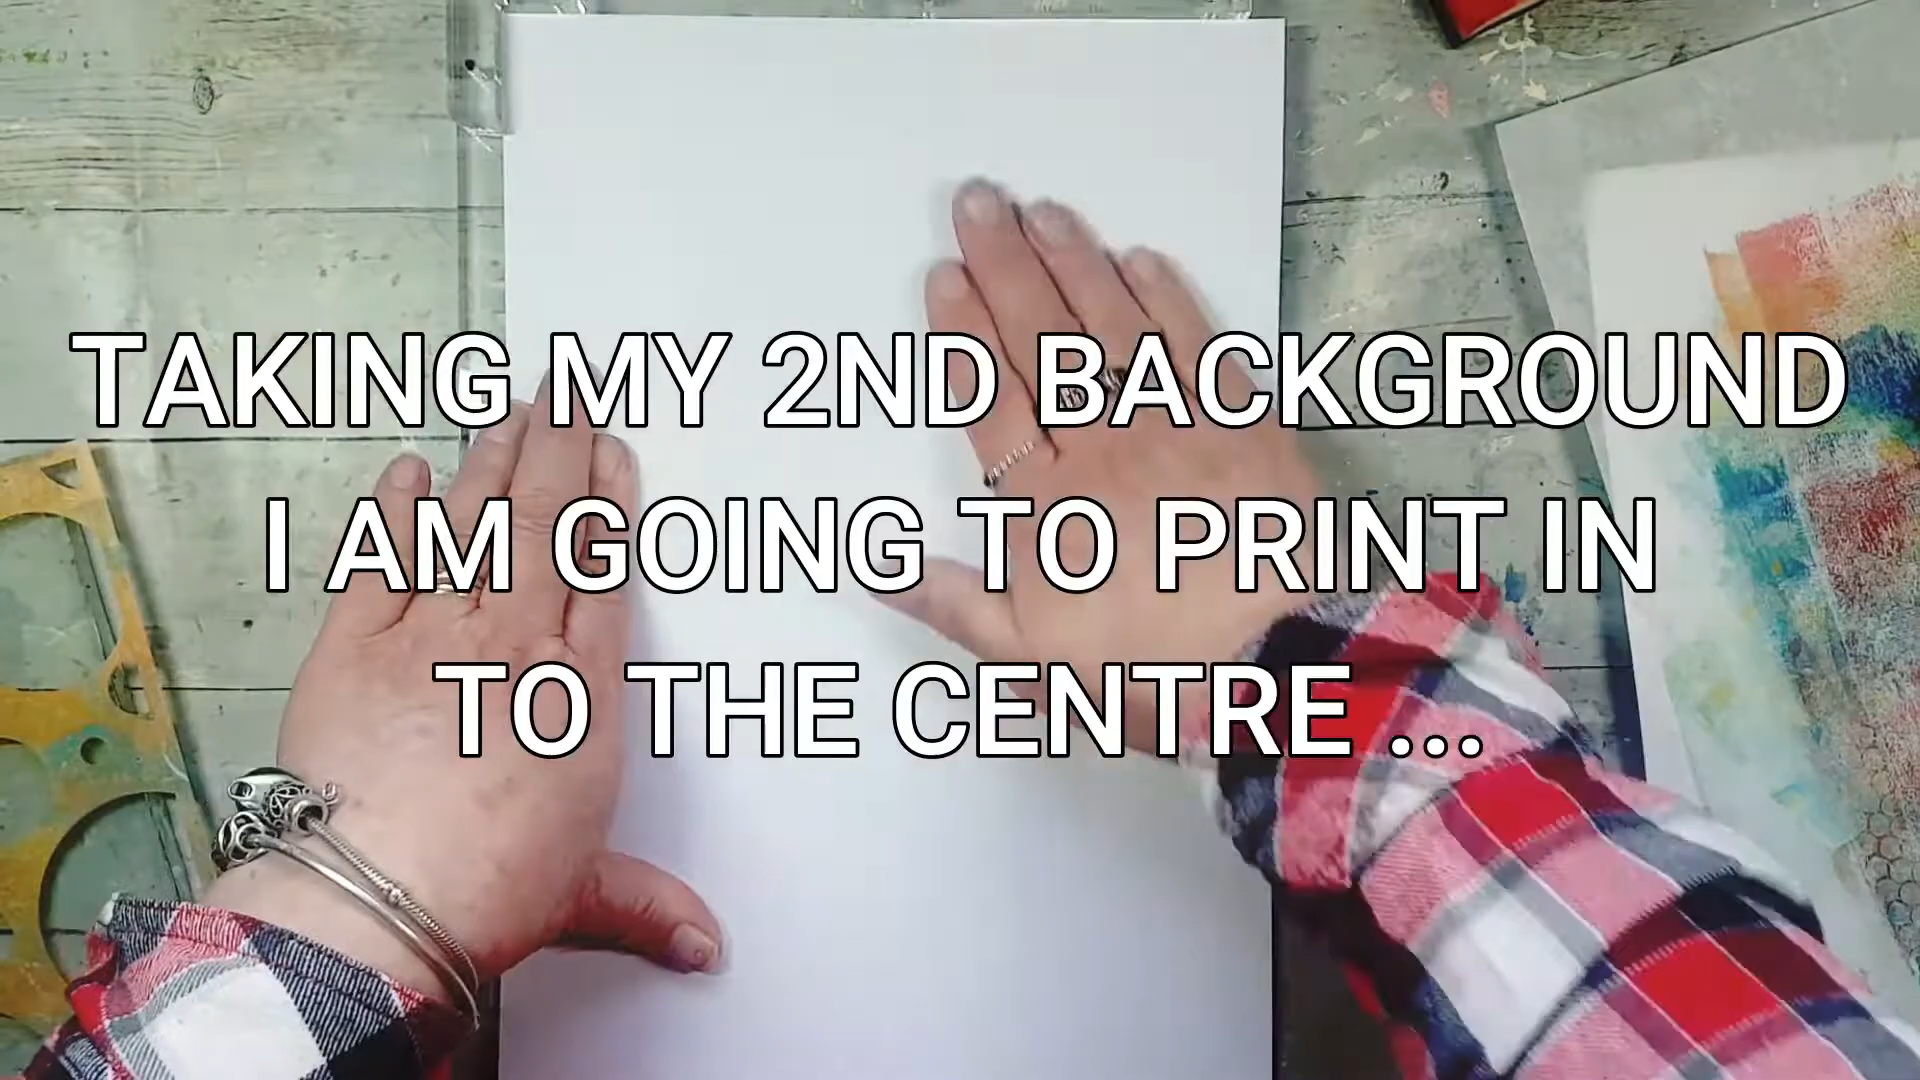 TAKING MY 2ND BACKGROUND
I AM GOING TO PRINT IN
TO THE CENTRE ...